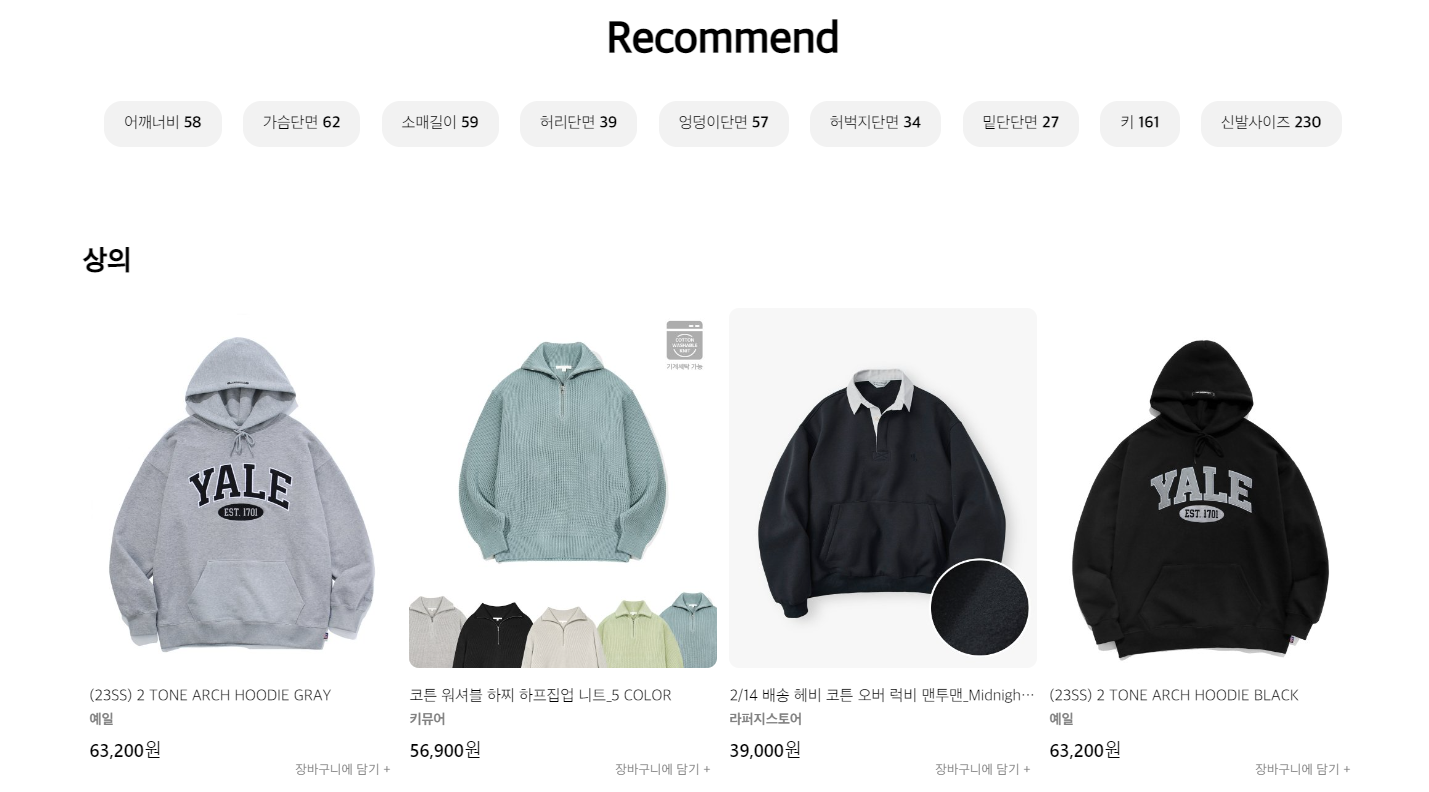 Recommend
어깨너비 58 가슴단면 62 소매길이 59 허리단면 39 엉덩이단면 57 허벅지단면 34 밑단단면 27 키 161 신발사이즈 230
상의
YALE
EST. 1701
COTTON
WASHABLE
KNIT
기계세탁 가능
YALE
EST. 1701
(23SS) 2 TONE ARCH HOODIE GRAY
예일
63,200원
장바구니에 담기 +
코튼 워셔블 하찌 하프집업 니트_5 COLOR
키뮤어
56,900원
장바구니에 담기 +
2/14 배송 헤비 코튼 오버 럭비 맨투맨_Midnigh···
라퍼지스토어
39,000원
장바구니에 담기 +
(23SS) 2 TONE ARCH HOODIE BLACK
예일
63,200원
장바구니에 담기 +